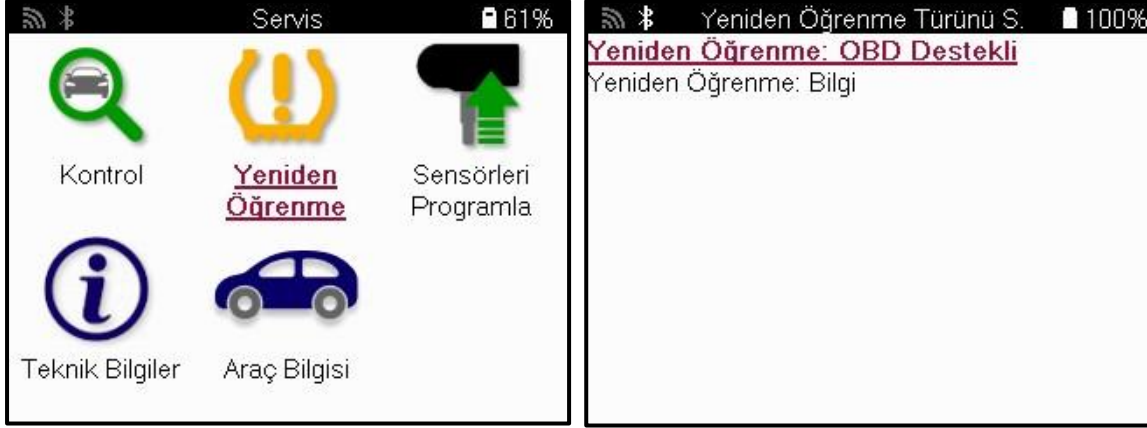 Servis
61%
Kontrol
Yeniden
Öğrenme
Sensörleri
Programla
Teknik Bilgiler
Araç Bilgisi
Yeniden Öğrenme Türünü S.
100%
Yeniden Öğrenme: OBD Destekli
Yeniden Öğrenme: Bilgi